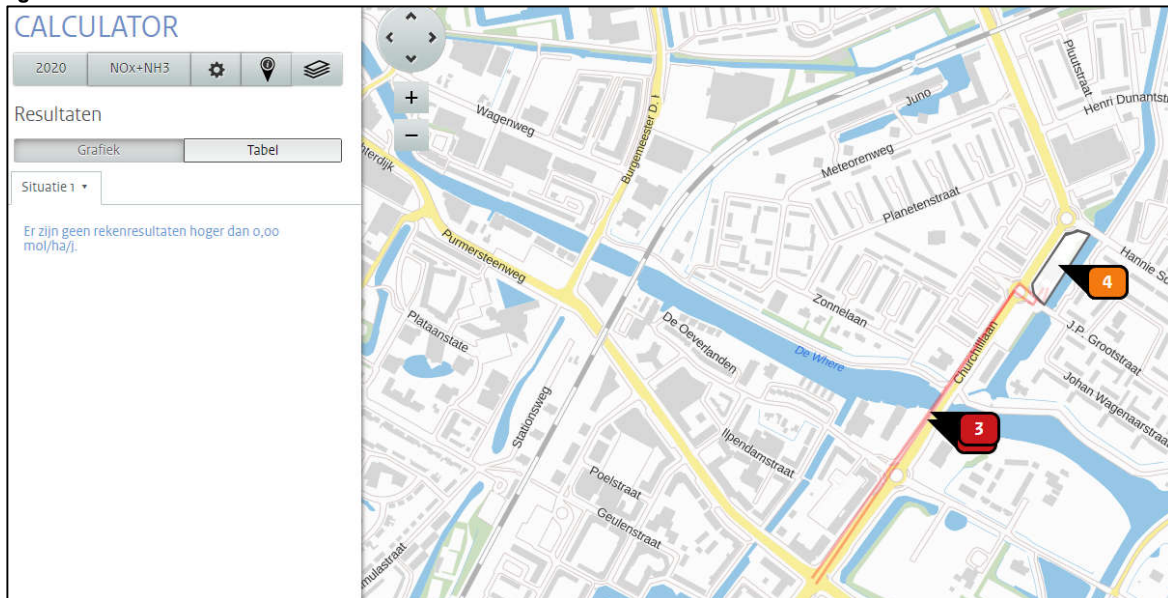 CALCULATOR
2020
NOx+NH3
Resultaten
Grafiek
Tabel
Situatie 1
Er zijn geen rekenresultaten hoger dan 0,00
mol/ha/j.
+
−
Wagenweg
Burgemeester D. K
Juno
Pluutstraat
Henri Dunantstr
Meteorenweg
Planetenstraat
Purmersteenweg
Hannie Sc
4
Zonnelaan
Plataanstate
De Oeverlanden
De Where
Churchilllaan
J.P. Grootstraat
Johan Wagenaarstraat
Stationsweg
3
Ilpendamstraat
Poelstraat
Geulenstraat